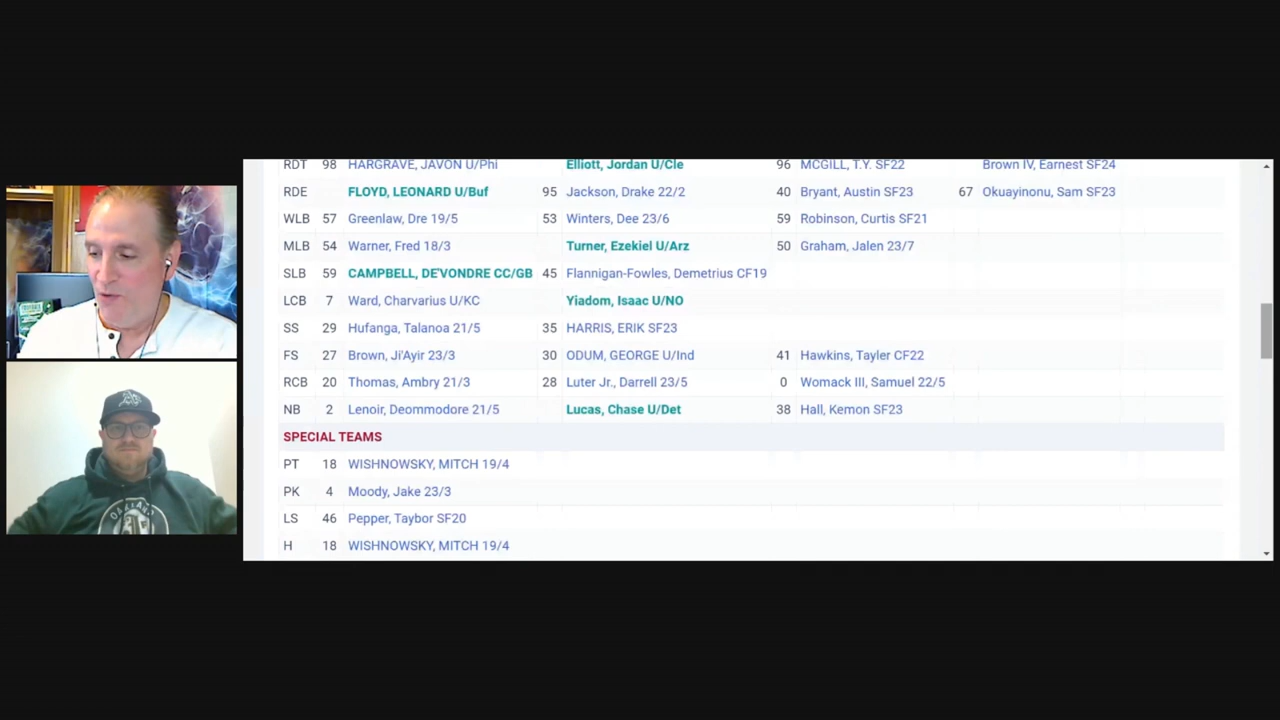 RDT 98 HARGRAVE, JAVON U/Phi Elliott, Jordan U/Cle 96 MCGILL, T.Y. SF22 Brown IV, Earnest SF24
RDE FLOYD, LEONARD U/Buf 95 Jackson, Drake 22/2 40 Bryant, Austin SF23 67 Okuayinonu, Sam SF23
WLB 57 Greenlaw, Dre 19/5 53 Winters, Dee 23/6 59 Robinson, Curtis SF21
MLB 54 Warner, Fred 18/3 Turner, Ezekiel U/Arz 50 Graham, Jalen 23/7
SLB 59 CAMPBELL, DE'VONDRE CC/GB 45 Flannigan-Fowles, Demetrius CF19
LCB 7 Ward, Charvarius U/KC Yiadom, Isaac U/NO
SS 29 Hufanga, Talanoa 21/5 35 HARRIS, ERIK SF23
FS 27 Brown, Ji'Ayir 23/3 30 ODUM, GEORGE U/Ind 41 Hawkins, Tayler CF22
RCB 20 Thomas, Ambry 21/3 28 Luter Jr., Darrell 23/5 0 Womack III, Samuel 22/5
NB 2 Lenoir, Deommodore 21/5 Lucas, Chase U/Det 38 Hall, Kemon SF23
SPECIAL TEAMS
PT 18 WISHNOWSKY, MITCH 19/4
PK 4 Moody, Jake 23/3
LS 46 Pepper, Taybor SF20
H 18 WISHNOWSKY, MITCH 19/4